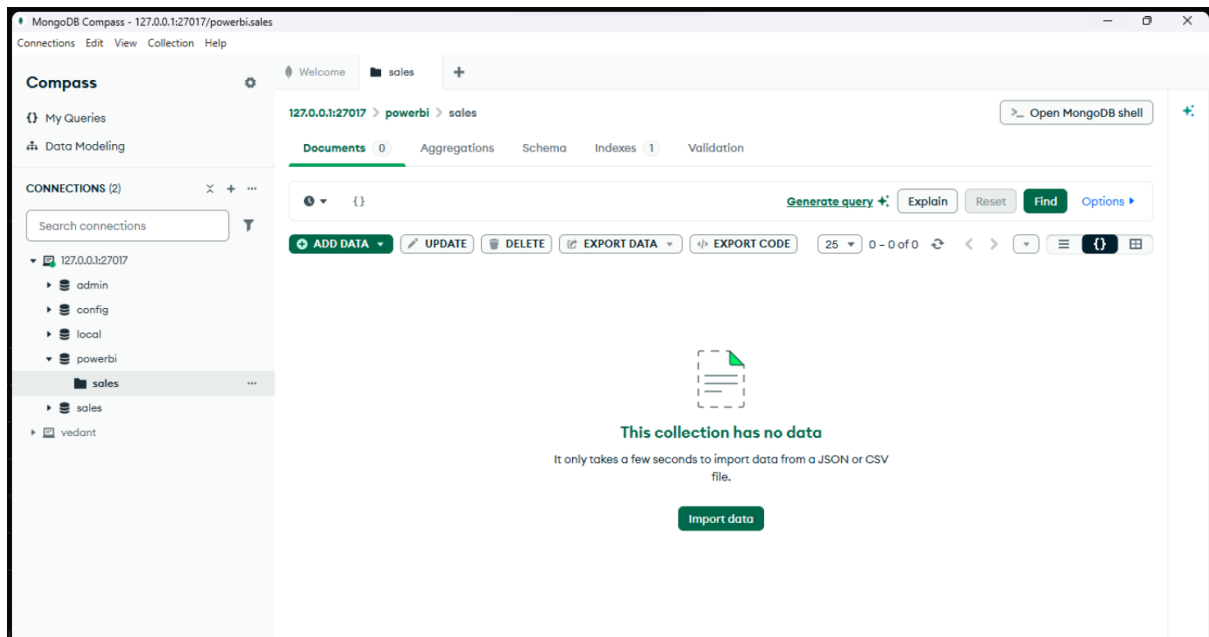 MongoDB Compass - 127.0.0.1:27017/powerbi.sales
Connections Edit View Collection Help
Compass
{} My Queries
Data Modeling
CONNECTIONS (2)
Search connections
127.0.0.1:27017
admin
config
local
powerbi
sales
sales
vedant
Welcome
sales
127.0.0.1:27017 > powerbi > sales
>_ Open MongoDB shell
Documents 0 Aggregations Schema Indexes 1 Validation
{} Generate query Explain Reset Find Options
ADD DATA UPDATE DELETE EXPORT DATA </> EXPORT CODE 25 0 – 0 of 0 {}
This collection has no data
It only takes a few seconds to import data from a JSON or CSV
file.
Import data